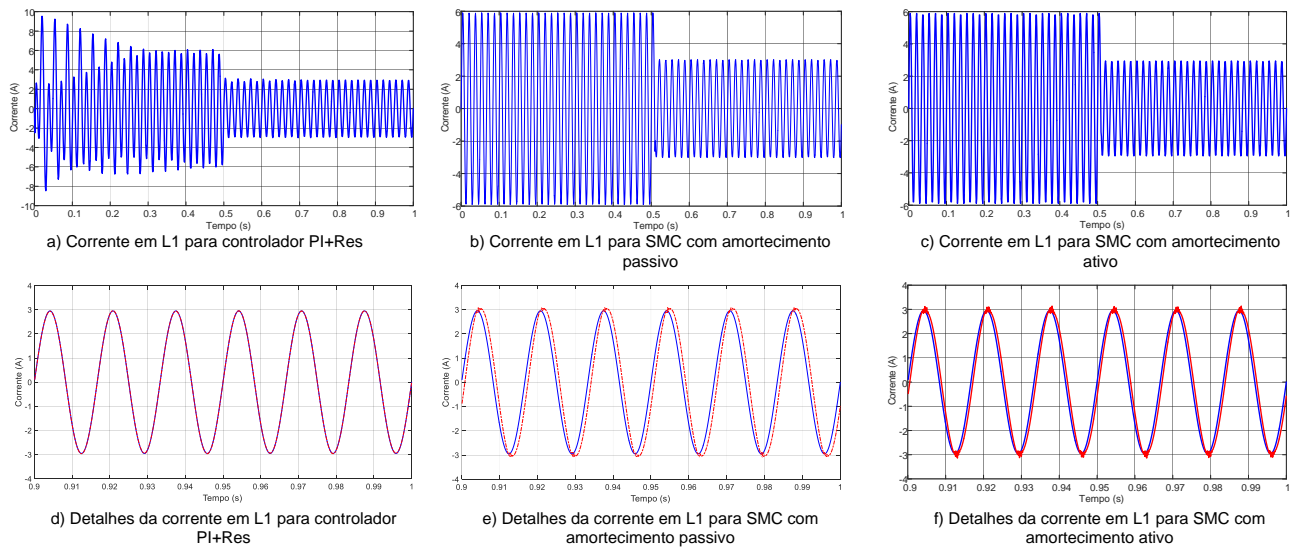 10
8
6
4
2
0
-2
-4
-6
-8
-10
Corrente (A)
0 0.1 0.2 0.3 0.4 0.5 0.6 0.7 0.8 0.9 1
Tempo (s)
a) Corrente em L1 para controlador PI+Res
6
4
2
0
-2
-4
-6
Corrente (A)
0 0.1 0.2 0.3 0.4 0.5 0.6 0.7 0.8 0.9 1
Tempo (s)
b) Corrente em L1 para SMC com amortecimento
passivo
6
4
2
0
-2
-4
-6
Corrente (A)
0 0.1 0.2 0.3 0.4 0.5 0.6 0.7 0.8 0.9 1
Tempo (s)
c) Corrente em L1 para SMC com amortecimento
ativo
4
3
2
1
0
-1
-2
-3
-4
Corrente (A)
0.9 0.91 0.92 0.93 0.94 0.95 0.96 0.97 0.98 0.99 1
Tempo (s)
d) Detalhes da corrente em L1 para controlador
PI+Res
4
3
2
1
0
-1
-2
-3
-4
Corrente (A)
0.9 0.91 0.92 0.93 0.94 0.95 0.96 0.97 0.98 0.99 1
Tempo (s)
e) Detalhes da corrente em L1 para SMC com
amortecimento passivo
4
3
2
1
0
-1
-2
-3
-4
Corrente (A)
0.9 0.91 0.92 0.93 0.94 0.95 0.96 0.97 0.98 0.99 1
Tempo (s)
f) Detalhes da corrente em L1 para SMC com
amortecimento ativo